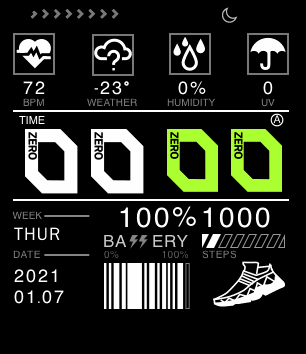 72 -23° 0% 0
BPM WEATHER HUMIDITY UV
TIME A
ZERO ZERO ZERO ZERO
WEEK
THUR
100% 1000
BA ERY
0% 100% STEPS
DATE
2021
01.07